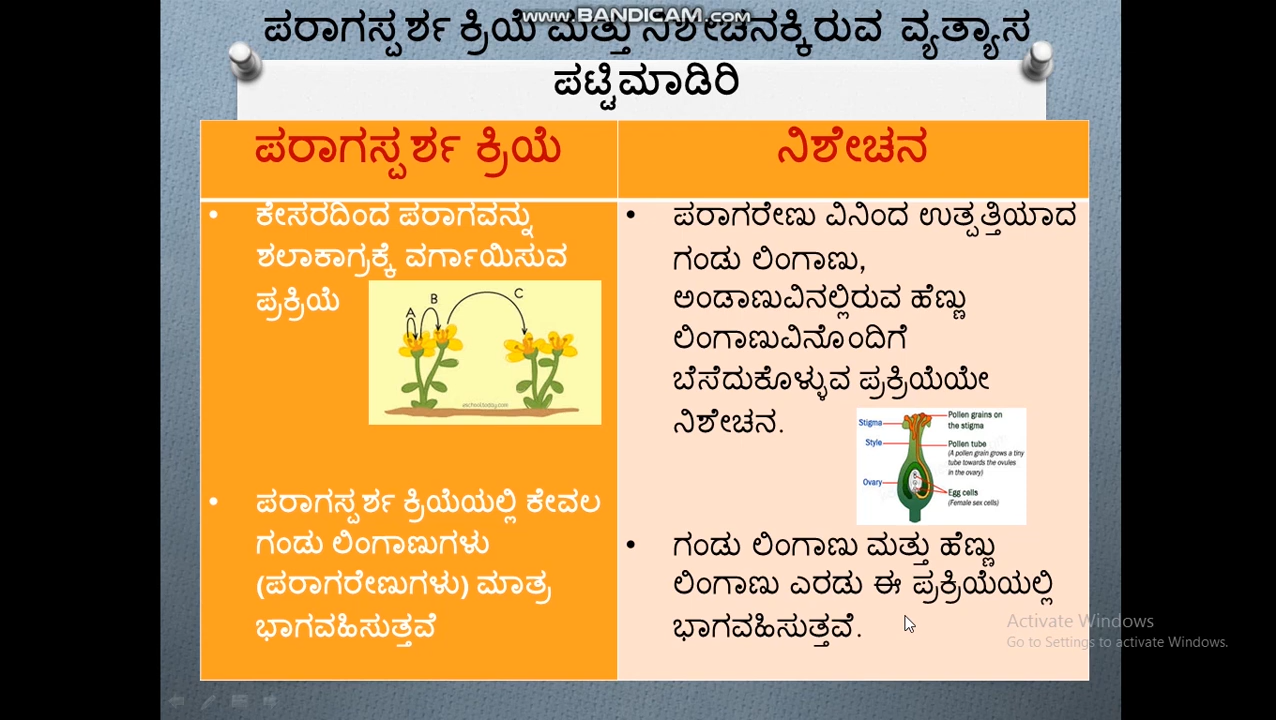 www.BANDICAM.com
ಪರಾಗಸ್ಪರ್ಶ ಕ್ರಿಯೆ ಮತ್ತು ನಿಶೇಚನಕ್ಕಿರುವ ವ್ಯತ್ಯಾಸ
ಪಟ್ಟಿಮಾಡಿರಿ
ಪರಾಗಸ್ಪರ್ಶ ಕ್ರಿಯೆ
• ಕೇಸರದಿಂದ ಪರಾಗವನ್ನು
ಶಲಾಕಾಗ್ರಕ್ಕೆ ವರ್ಗಾಯಿಸುವ
ಪ್ರಕ್ರಿಯೆ
A
B
C
eschooltoday.com
• ಪರಾಗಸ್ಪರ್ಶ ಕ್ರಿಯೆಯಲ್ಲಿ ಕೇವಲ
ಗಂಡು ಲಿಂಗಾಣುಗಳು
(ಪರಾಗರೇಣುಗಳು) ಮಾತ್ರ
ಭಾಗವಹಿಸುತ್ತವೆ
ನಿಶೇಚನ
• ಪರಾಗರೇಣು ವಿನಿಂದ ಉತ್ಪತ್ತಿಯಾದ
ಗಂಡು ಲಿಂಗಾಣು,
ಅಂಡಾಣುವಿನಲ್ಲಿರುವ ಹೆಣ್ಣು
ಲಿಂಗಾಣುವಿನೊಂದಿಗೆ
ಬೆಸೆದುಕೊಳ್ಳುವ ಪ್ರಕ್ರಿಯೆಯೇ
ನಿಶೇಚನ.
Stigma
Style
Ovary
Pollen grains on
the stigma
Pollen tube
(A pollen grain grows a tiny
tube towards the ovules
in the ovary)
Egg cells
(Female sex cells)
• ಗಂಡು ಲಿಂಗಾಣು ಮತ್ತು ಹೆಣ್ಣು
ಲಿಂಗಾಣು ಎರಡು ಈ ಪ್ರಕ್ರಿಯೆಯಲ್ಲಿ
ಭಾಗವಹಿಸುತ್ತವೆ.
Activate Windows
Go to Settings to activate Windows.